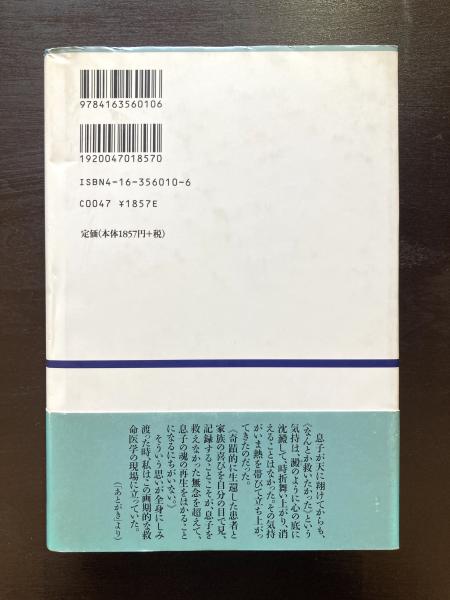 9784163560106
1920047018570
ISBN4-16-356010-6
C0047 ¥1857E
定価(本体1857円+税)
息子が天に翔けてからも、
〈なんとか救いたかった〉という
気持は、澱のように心の底に
沈澱して、時折舞い上がり、消
えることはなかった。その気持
がいま熱を帯びて立ち上がっ
てきたのだった。
〈奇蹟的に生還した患者と
家族の喜びを自分の目で見、
記録することこそが、息子を
救えなかった無念を超えて、
息子の魂の再生をはかること
になるにちがいない。〉
そういう思いが全身にしみ
渡った時、私は、この画期的な救
命医学の現場に立っていた。
(「あとがき」より)